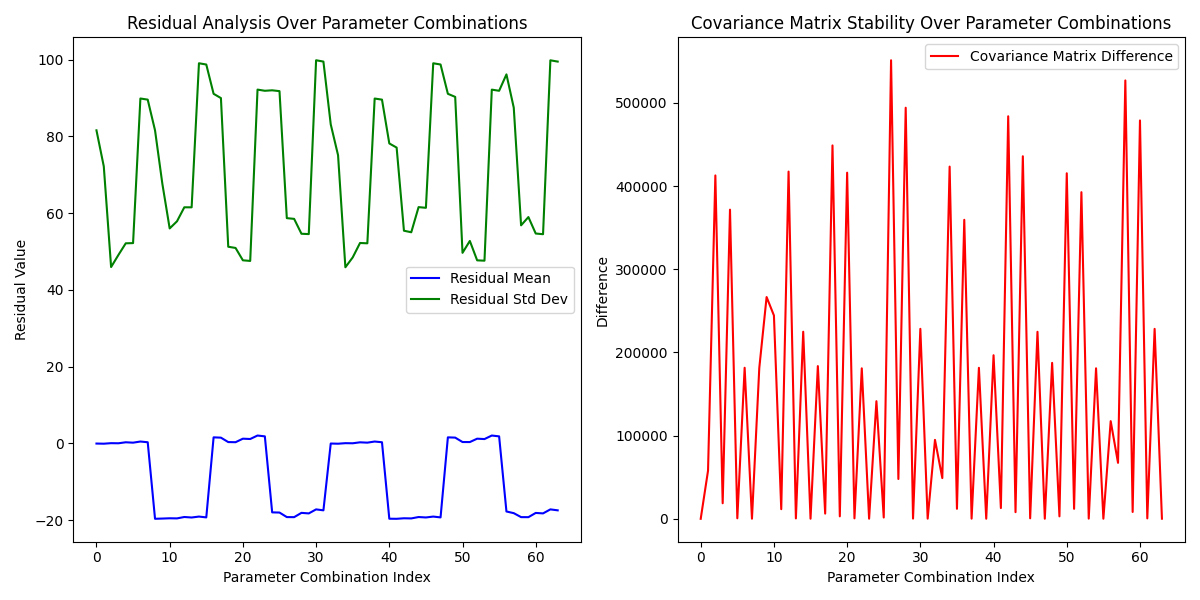 Residual Analysis Over Parameter Combinations
Residual Value
100
80
60
40
20
0
−20
Residual Mean
Residual Std Dev
0 10 20 30 40 50 60
Parameter Combination Index
Covariance Matrix Stability Over Parameter Combinations
Difference
500000
400000
300000
200000
100000
0
Covariance Matrix Difference
0 10 20 30 40 50 60
Parameter Combination Index